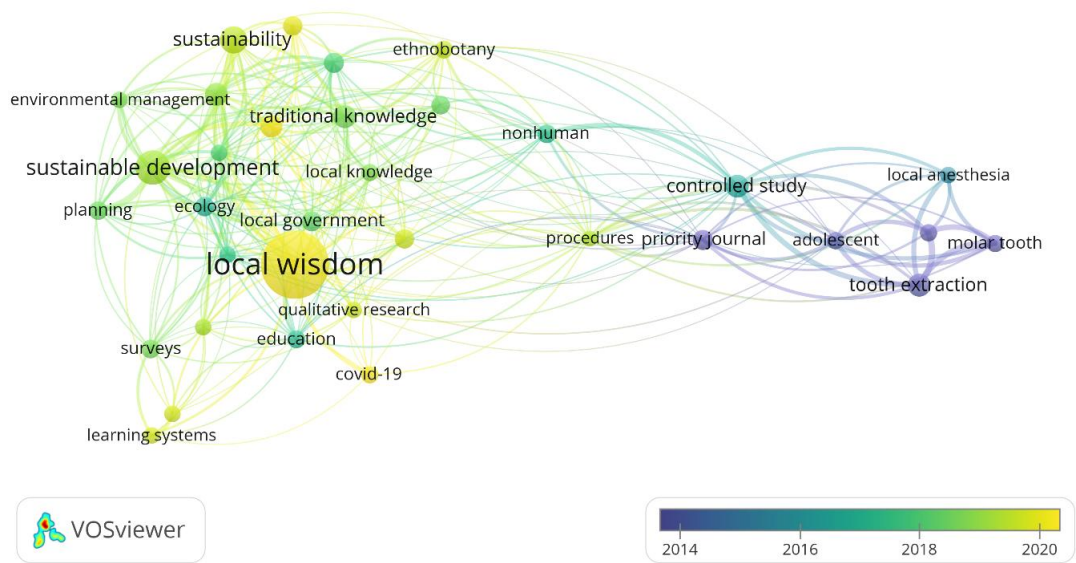 sustainability
ethnobotany
environmental management
traditional knowledge
nonhuman
sustainable development
local knowledge
controlled study
local anesthesia
planning
ecology
local government
procedures
priority journal
adolescent
molar tooth
local wisdom
tooth extraction
qualitative research
education
surveys
covid-19
learning systems
VOSviewer
2014
2016
2018
2020